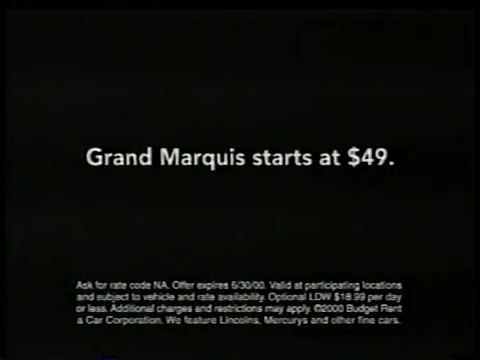 Grand Marquis starts at $49.
Ask for rate code NA. Offer expires 6/30/00. Valid at participating locations
and subject to vehicle and rate availability. Optional LDW $18.99 per day
or less. Additional charges and restrictions may apply. ©2000 Budget Rent
a Car Corporation. We feature Lincolns, Mercurys and other fine cars.